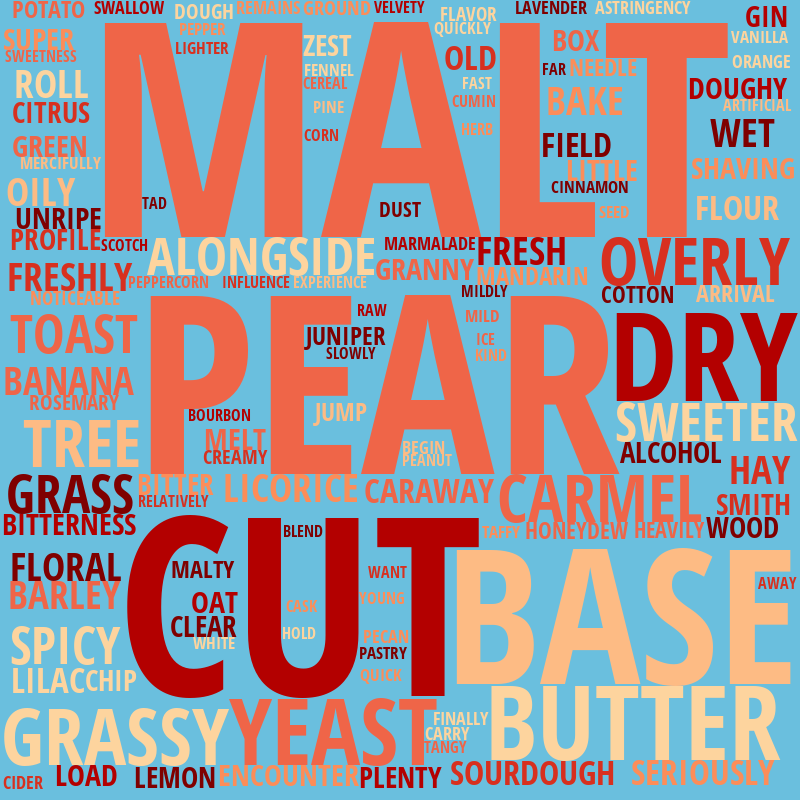 POTATO SWALLOW DOUGH REMAINS GROUND VELVETY FLAVOR LAVENDER ASTRINGENCY GIN
SUPER PEPPER ZEST QUICKLY BOX VANILLA
SWEETNESS LIGHTER FENNEL OLD FAR NEEDLE ORANGE
ROLL CEREAL FAST DOUGHY
CITRUS PINE CUMIN BAKE ARTIFICIAL
GREEN CORN HERB FIELD WET
MERCIFULLY MALT LITTLE SHAVING
OILY CINNAMON
UNRIPE TAD DUST SEED FLOUR
PROFILE SCOTCH ALONGSIDE MARMALADE FRESH OVERLY
FRESHLY PEPPERCORN INFLUENCE EXPERIENCE GRANNY MANDARIN
NOTICEABLE MILDLY COTTON ARRIVAL
TOAST RAW MILD
JUNIPER ICE
SLOWLY KIND DRY
BANANA PEAR
ROSEMARY BOURBON JUMP SWEETER
TREE MELT BEGIN
CREAMY PEANUT ALCOHOL
GRASS BITTER LICORICE CARAWAY CARMEL HAY
RELATIVELY SMITH
BITTERNESS BLEND TAFFY HONEYDEW HEAVILY WOOD
FLORAL MALTY WANT AWAY
BARLEY OAT CASK YOUNG
CUT BASE
CLEAR HOLD PECAN
SPICY WHITE PASTRY
LILAC CHIP QUICK
GRASSY YEAST FINALLY BUTTER
CARRY
TANGY
CIDER LOAD LEMON ENCOUNTER PLENTY SOURDOUGH SERIOUSLY